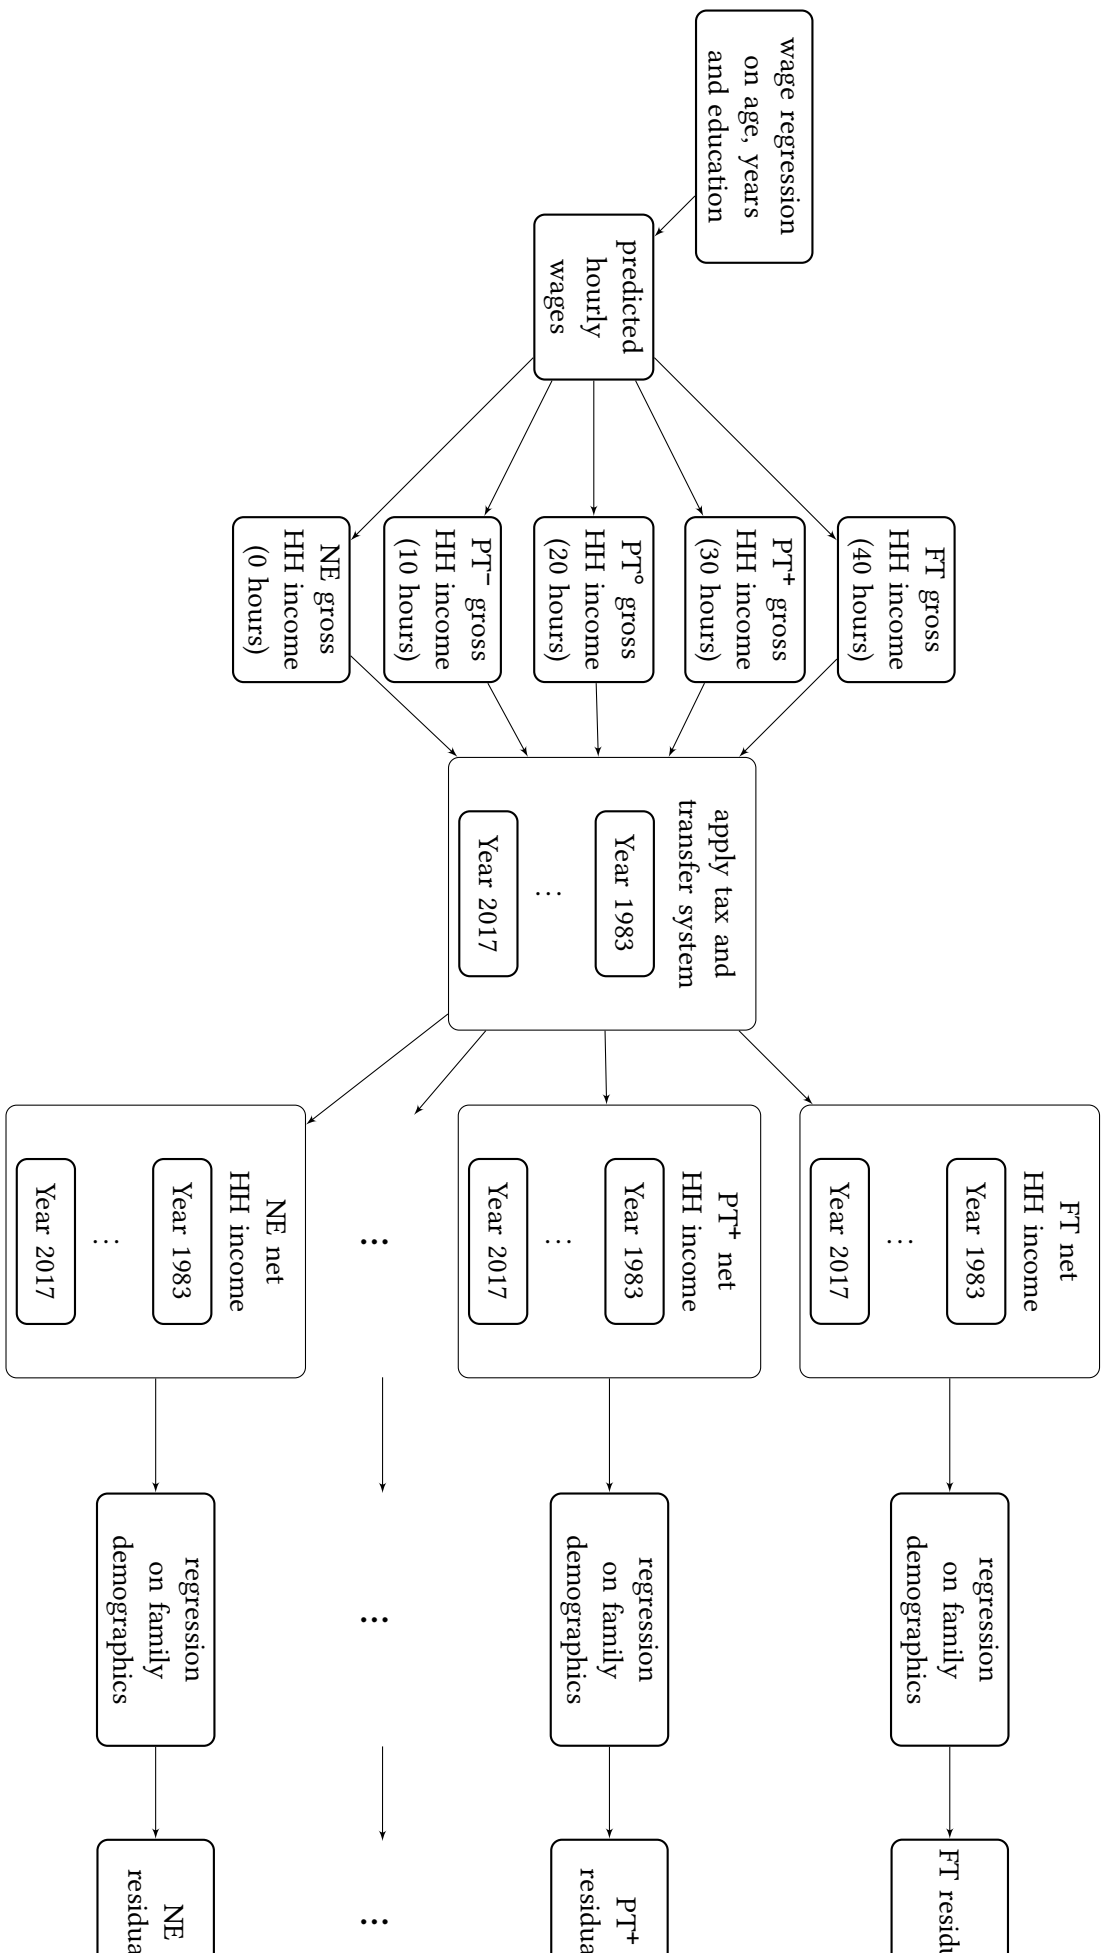 wage regression
on age, years
and education
predicted
hourly
wages
FT gross
HH income
(40 hours)
PT⁺ gross
HH income
(30 hours)
PT° gross
HH income
(20 hours)
PT⁻ gross
HH income
(10 hours)
NE gross
HH income
(0 hours)
apply tax and
transfer system
Year 1983
...
Year 2017
FT net
HH income
Year 1983
...
Year 2017
PT⁺ net
HH income
Year 1983
...
Year 2017
...
NE net
HH income
Year 1983
...
Year 2017
regression
on family
demographics
regression
on family
demographics
...
regression
on family
demographics
FT
PT⁺
...
NE